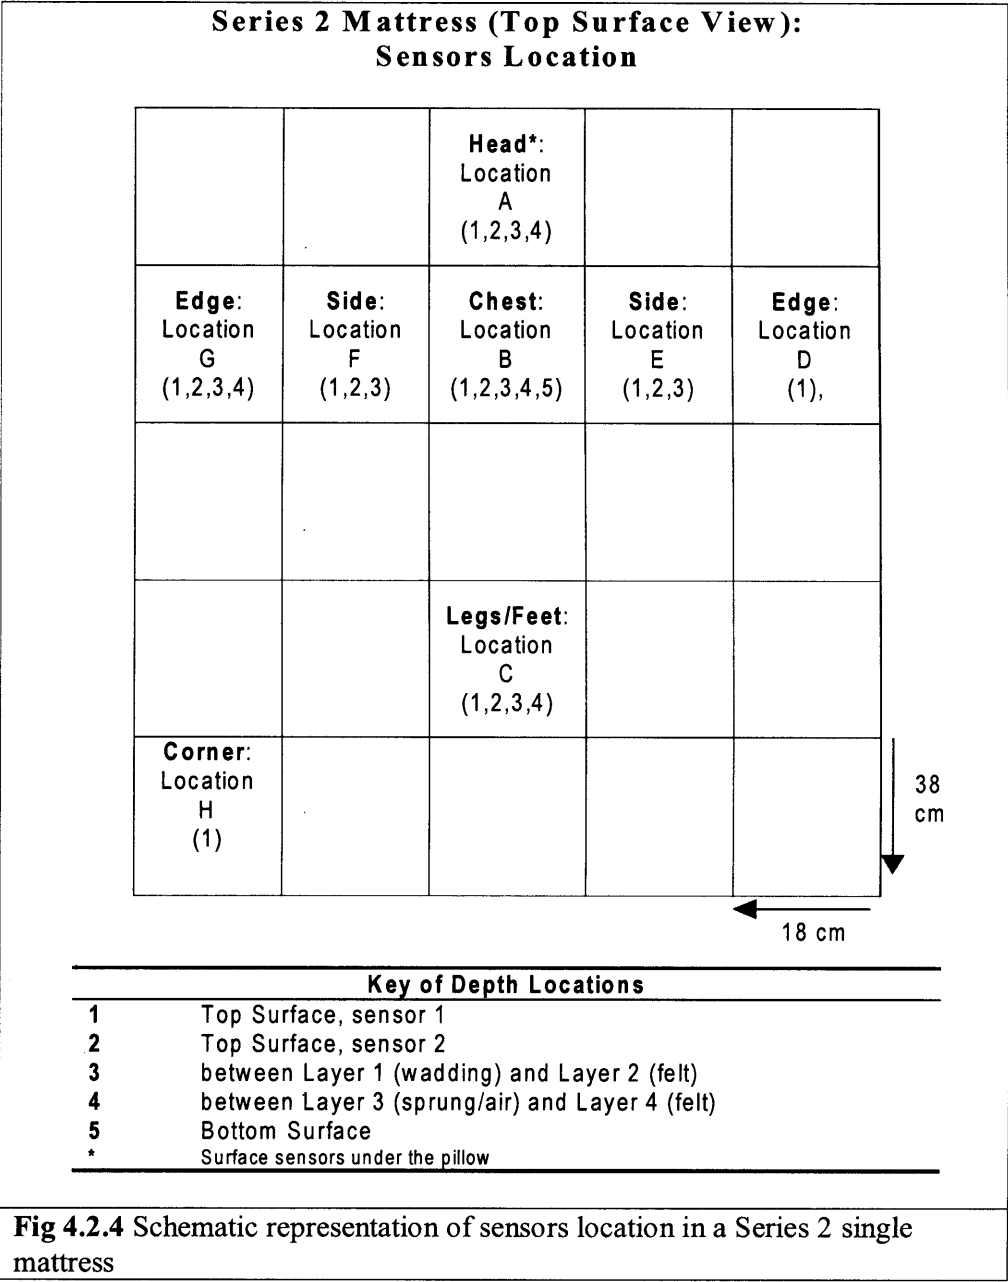 Series 2 Mattress (Top Surface View):
Sensors Location
Head*:
Location
A
(1,2,3,4)
Edge:
Location
G
(1,2,3,4)
Side:
Location
F
(1,2,3)
Chest:
Location
B
(1,2,3,4,5)
Side:
Location
E
(1,2,3)
Edge:
Location
D
(1),
Legs/Feet:
Location
C
(1,2,3,4)
Corner:
Location
H
(1)
38
cm
18 cm
Key of Depth Locations
1 Top Surface, sensor 1
2 Top Surface, sensor 2
3 between Layer 1 (wadding) and Layer 2 (felt)
4 between Layer 3 (sprung/air) and Layer 4 (felt)
5 Bottom Surface
* Surface sensors under the pillow
Fig 4.2.4 Schematic representation of sensors location in a Series 2 single
mattress